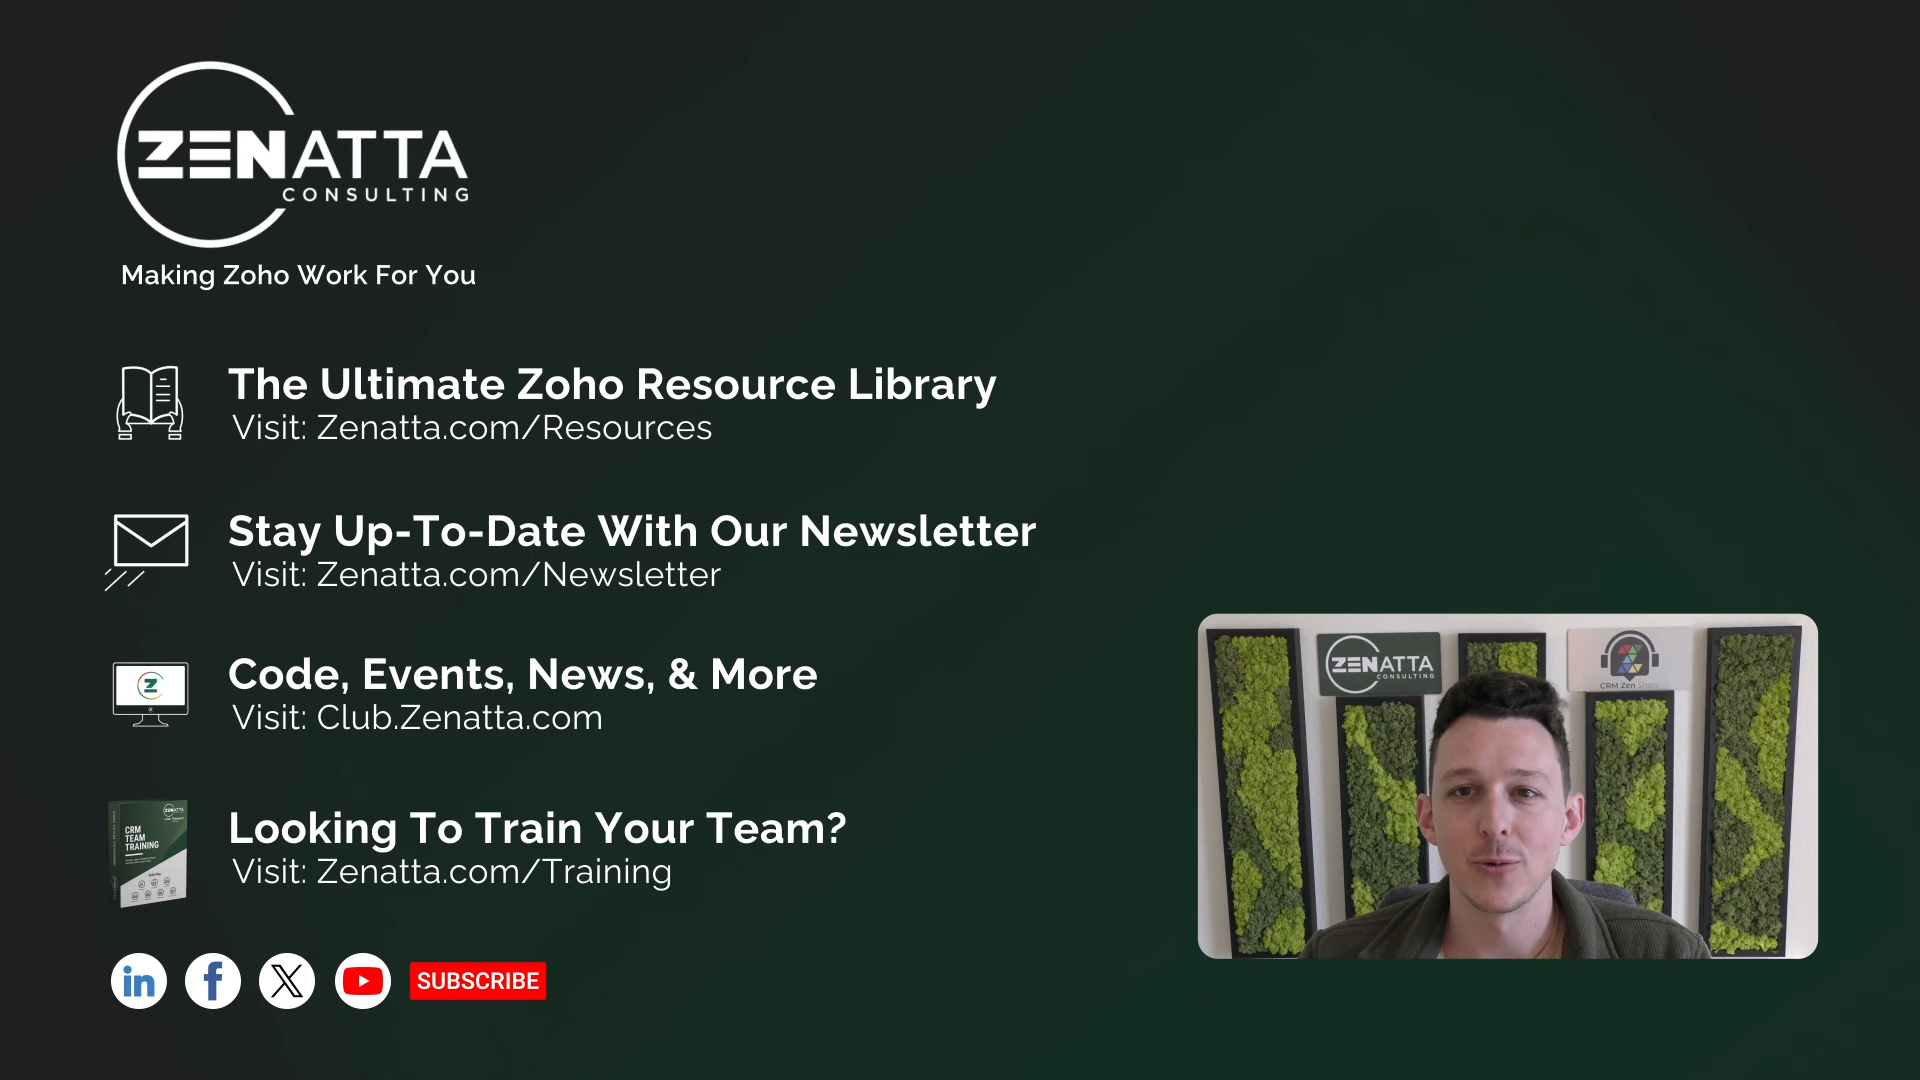 ZENATTA
CONSULTING
Making Zoho Work For You
The Ultimate Zoho Resource Library
Visit: Zenatta.com/Resources
Stay Up-To-Date With Our Newsletter
Visit: Zenatta.com/Newsletter
Z
Code, Events, News, & More
Visit: Club.Zenatta.com
ZENATTA
CRM
TEAM
TRAINING
Looking To Train Your Team?
Visit: Zenatta.com/Training
in
f
X
SUBSCRIBE
ZENATTA
CONSULTING
CRM Zen Show